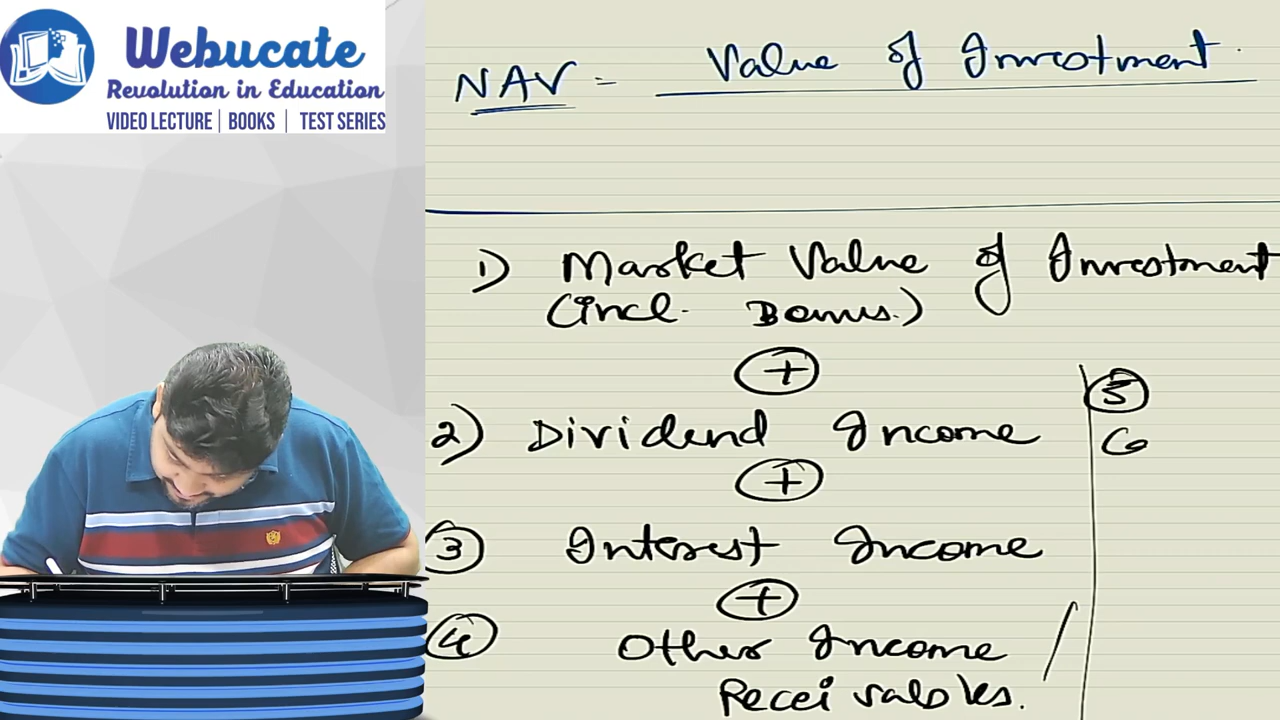 Webucate
Revolution in Education
VIDEO LECTURE | BOOKS | TEST SERIES
NAV = Value of Investment
1) Market Value of Investment
(incl. Bonus.)
+
2) Dividend Income
+
3 Interest Income
+
4 Other Income /
Receivables.
5
Co